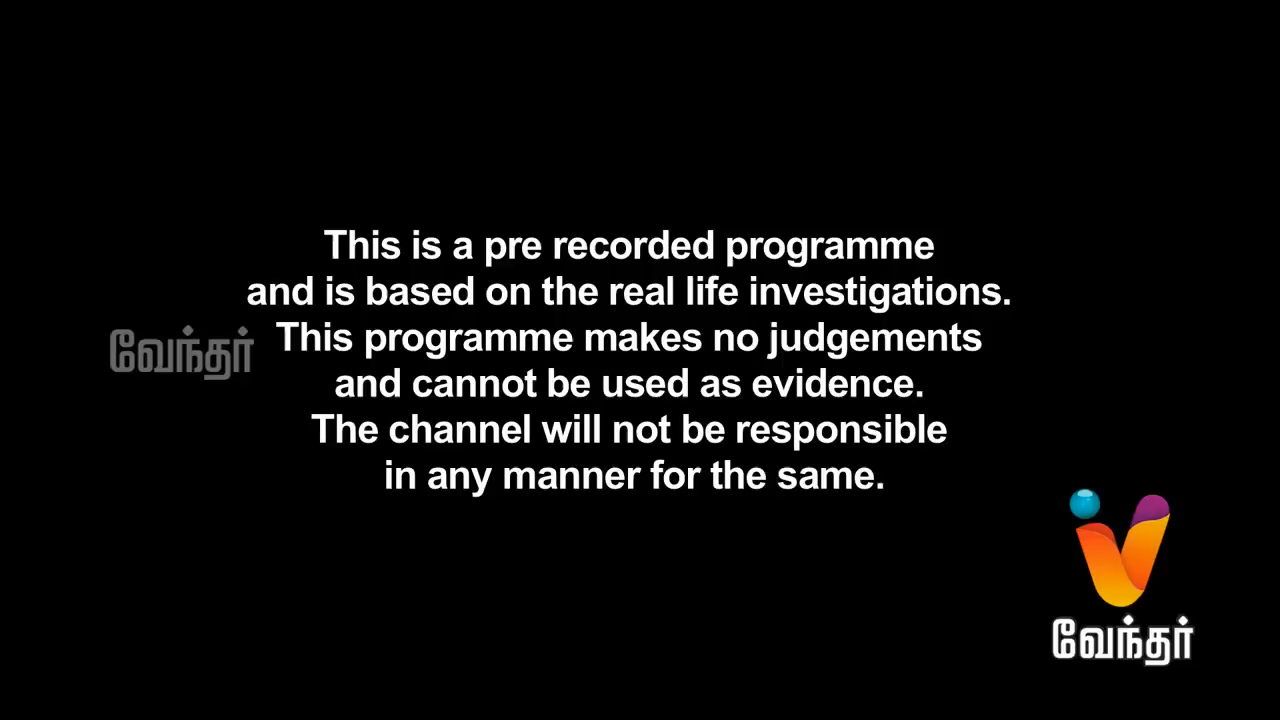 This is a pre recorded programme
and is based on the real life investigations.
வேந்தர்
This programme makes no judgements
and cannot be used as evidence.
The channel will not be responsible
in any manner for the same.
வேந்தர்